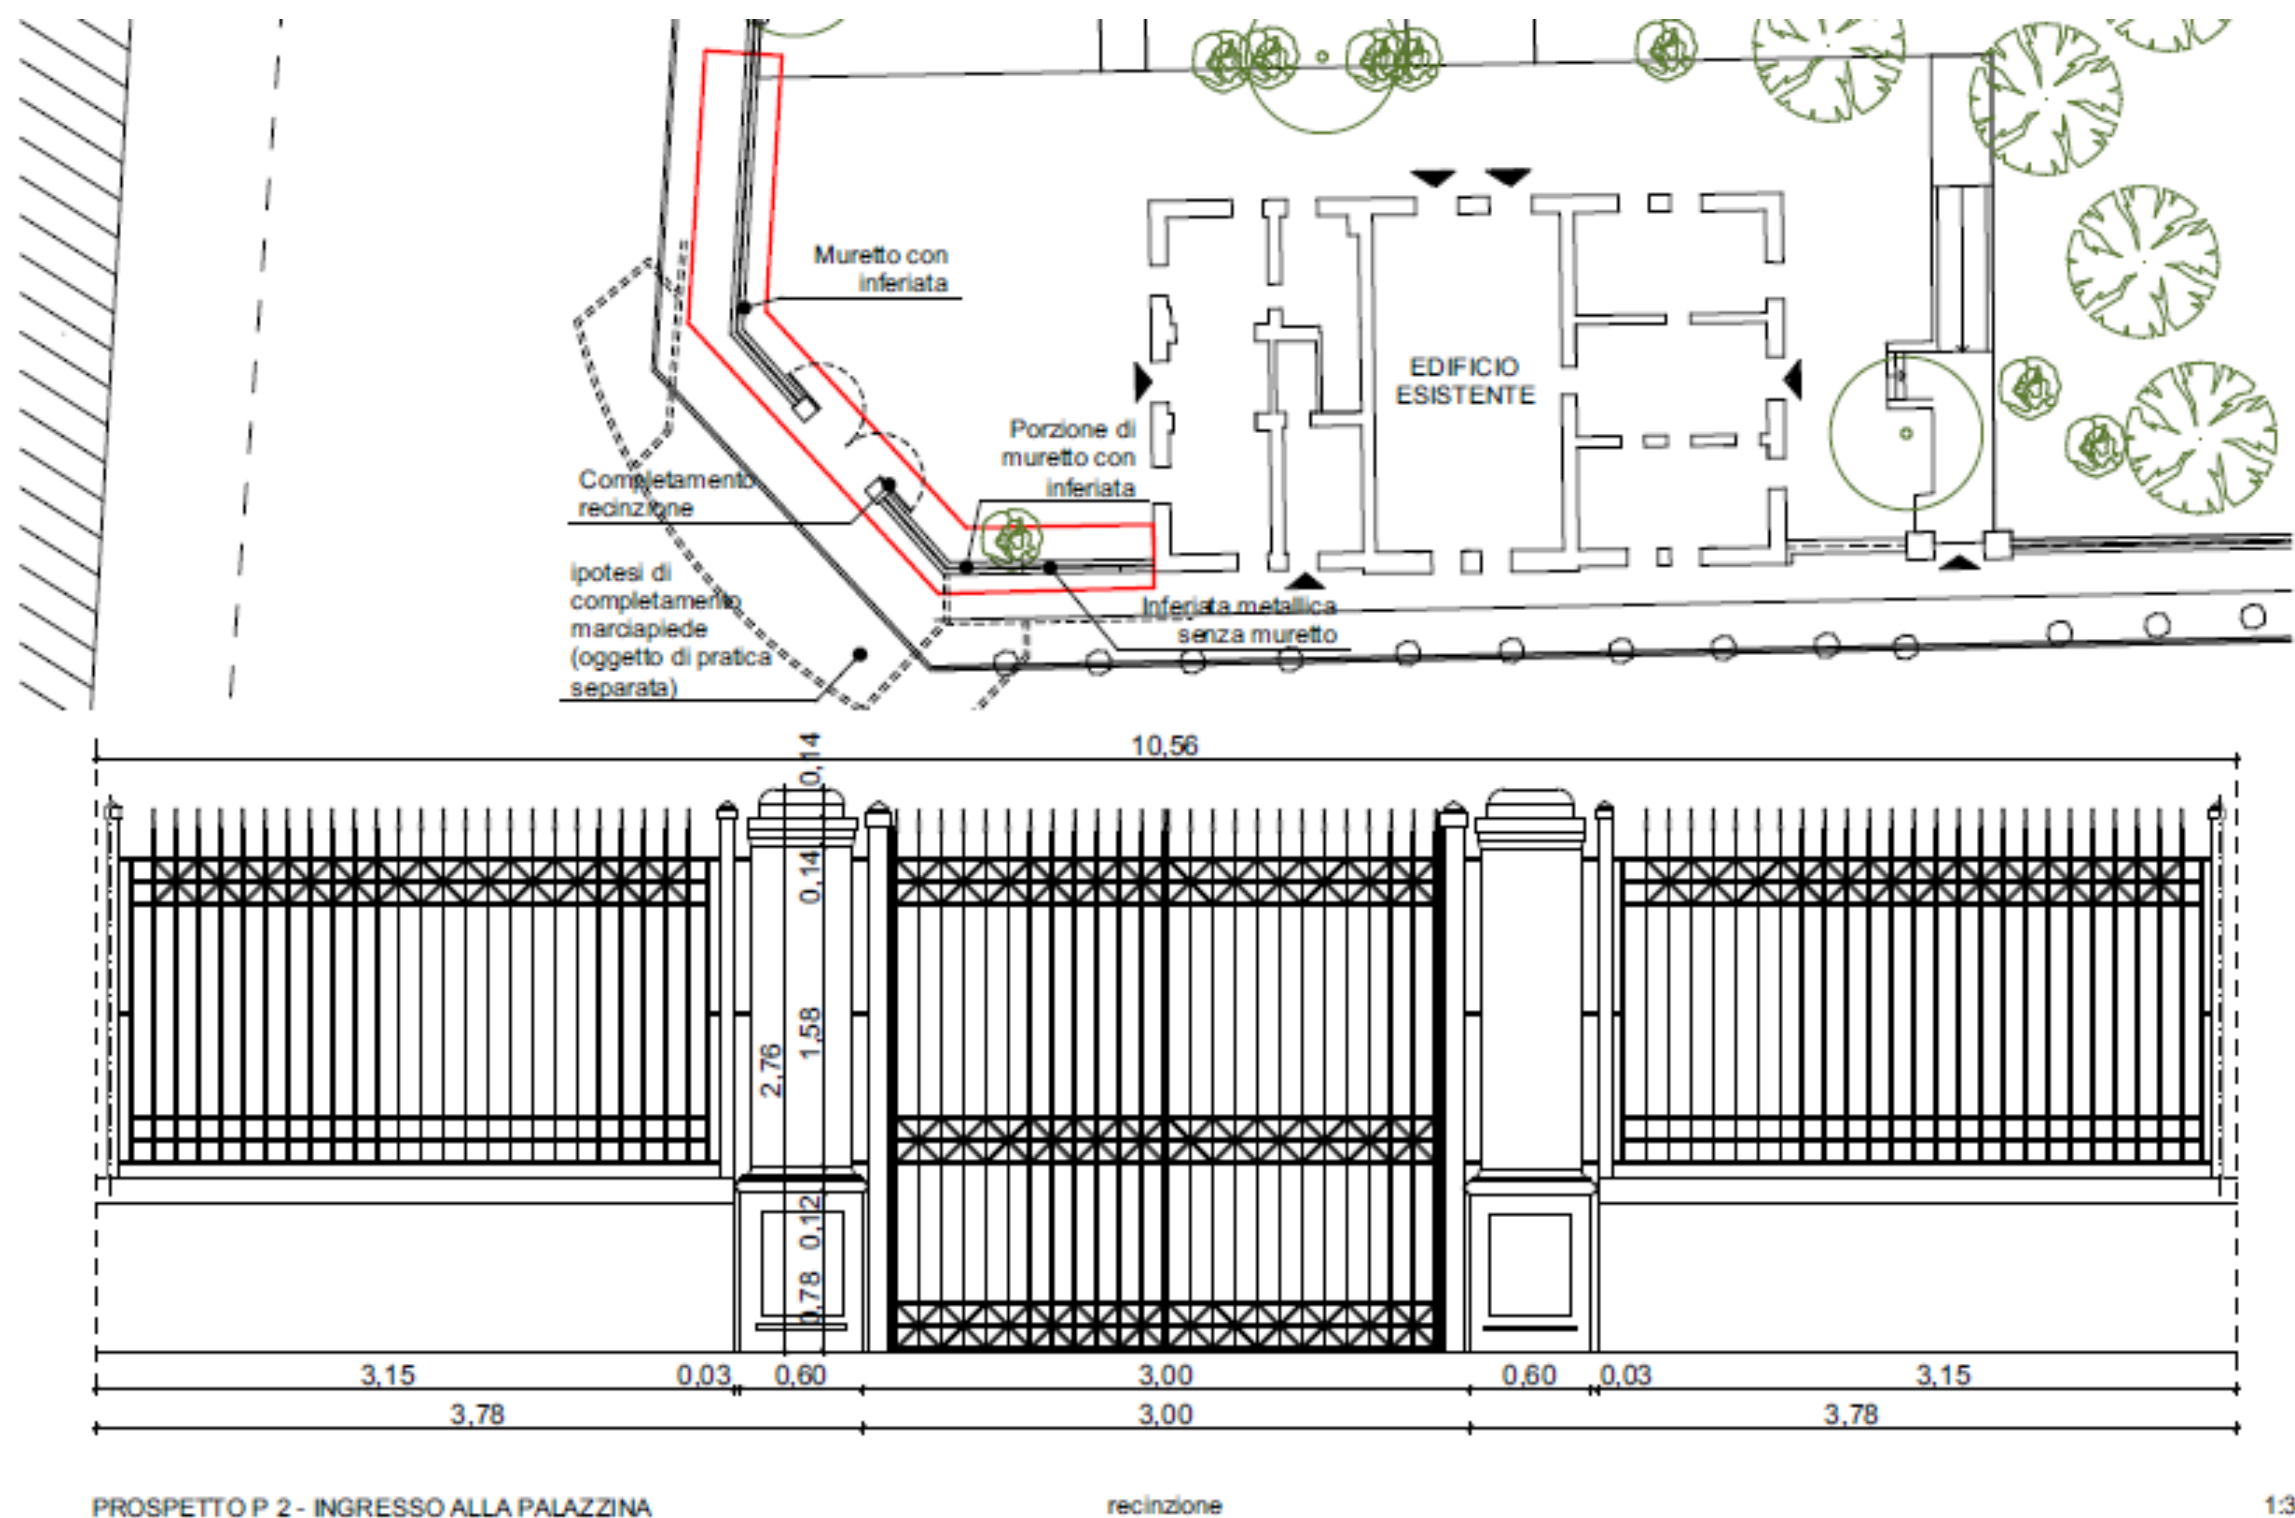 Muretto con
inferiata
EDIFICIO
ESISTENTE
Porzione di
muretto con
inferiata
Completamento
recinzione
ipotesi di
completamento
marciapiede
(oggetto di pratica
separata)
Inferiata metallica
senza muretto
10,56
0,14
0,14
1,58
2,76
0,12
0,78
3,15 0,03 0,60 3,00 0,60 0,03 3,15
3,78 3,00 3,78
PROSPETTO P 2 - INGRESSO ALLA PALAZZINA recinzione 1:3